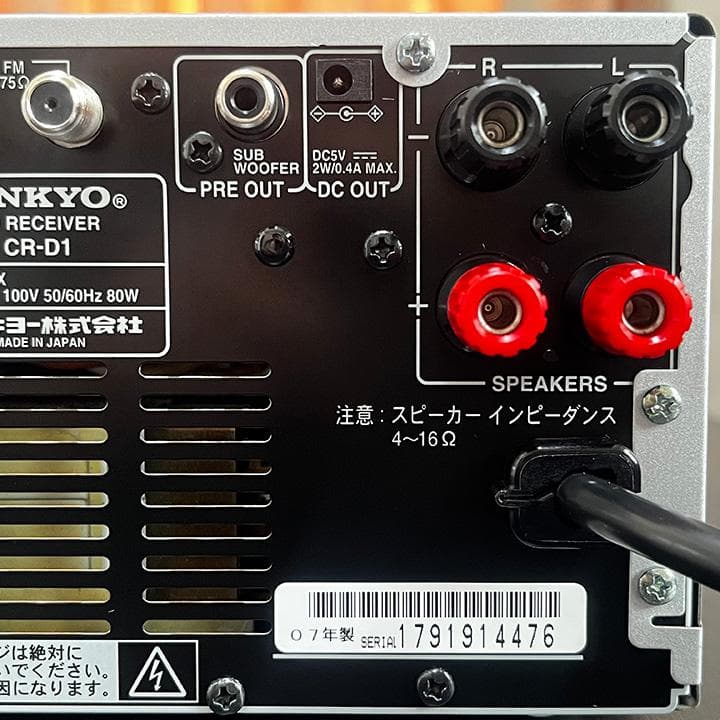 FM
75Ω
SUB
WOOFER
PRE OUT
DC5V
2W/0.4A MAX.
DC OUT
R
L
−
+
SPEAKERS
注意 : スピーカー インピーダンス
4～16Ω
NKYO®
RECEIVER
CR-D1
100V 50/60Hz 80W
ヨー株式会社
MADE IN JAPAN
07年製 SERIAL 1791914476
ジは絶対に
いでください。
因になります。